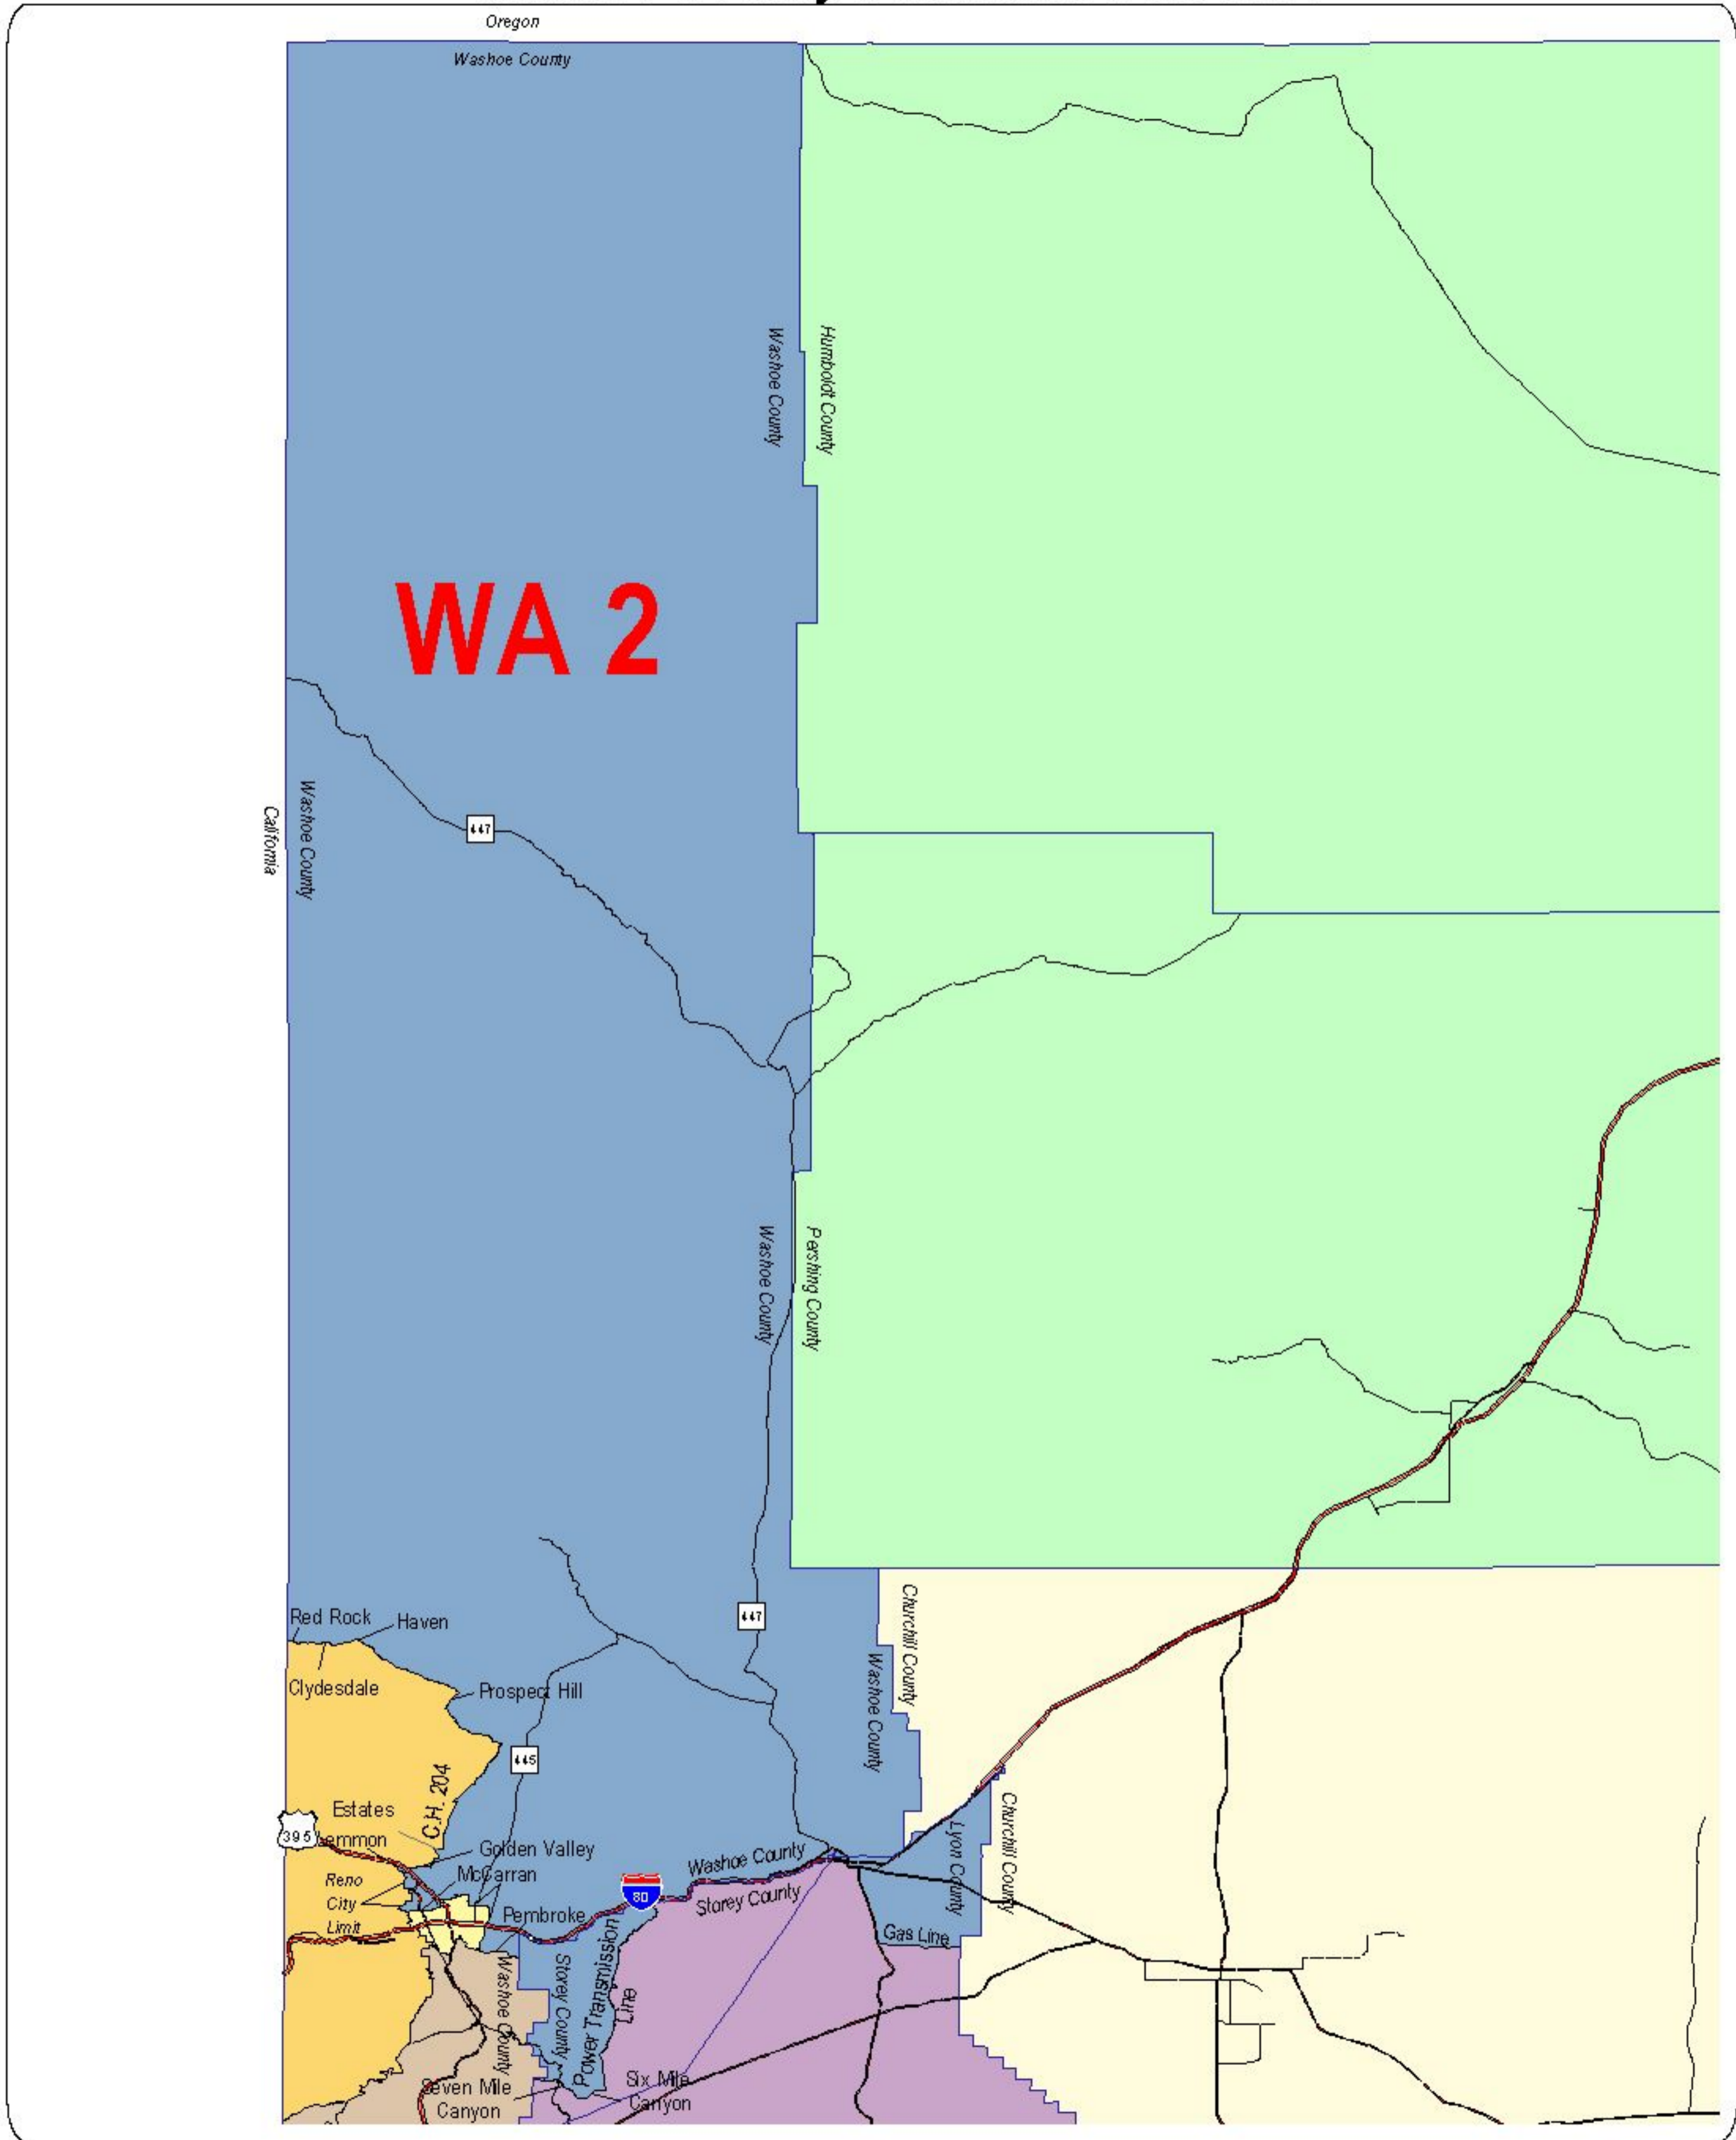 Oregon
Washoe County
Washoe County
Humboldt County
WA 2
Washoe County
California
447
Washoe County
Pershing County
Red Rock
Haven
447
Churchill County
Washoe County
Clydesdale
Prospect Hill
445
C.H. 204
Estates
395
Lemmon
Golden Valley
Washoe County
Lyon County
Churchill County
Reno
City
Limit
McCarran
80
Storey County
Pembroke
Gas Line
Washoe County
Storey County
Power Transmission
Line
Seven Mile
Canyon
Six Mile
Canyon